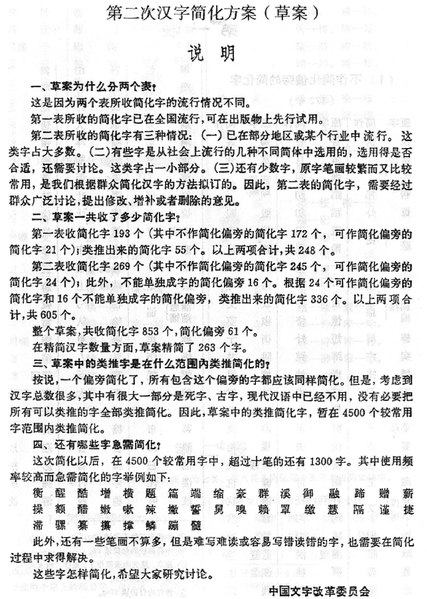 第二次汉字简化方案(草案)
说 明
一、草案为什么分两个表?
这是因为两个表所收简化字的流行情况不同。
第一表所收的简化字已在全国流行,可在出版物上先行试用。
第二表所收的简化字有三种情况:(一)已在部分地区或某个行业中流行。这
类字占大多数。(二)有些字是从社会上流行的几种不同简体中选用的,选用得是否
合适,还需要讨论。这类字占一小部分。(三)还有少数字,原字笔画较繁而又比较
常用,是我们根据群众简化汉字的方法拟订的。因此,第二表的简化字,需要经过
群众广泛讨论,提出修改、增补或者删除的意见。
二、草案一共收了多少简化字?
第一表收简化字 193 个(其中不作简化偏旁的简化字 172 个,可作简化偏旁的
简化字 21 个);类推出来的简化字 55 个。以上两项合计,共 248 个。
第二表收简化字 269 个(其中不作简化偏旁的简化字 245 个,可作简化偏旁的
简化字 24 个);此外,不能单独成字的简化偏旁 16 个。根据 24 个可作简化偏旁的
简化字和 16 个不能单独成字的简化偏旁,类推出来的简化字 336 个。以上两项合
计,共 605 个。
整个草案,共收简化字 853 个,简化偏旁 61 个。
在精简汉字数量方面,草案精简了 263 个字。
三、草案中的类推字是在什么范围内类推简化的?
按说,一个偏旁简化了,所有包含这个偏旁的字都应该同样简化。但是,考虑到
汉字总数很多,其中有很大一部分是死字、古字,现代汉语中已经不用,没有必要把
所有可以类推的字全部类推简化。因此,草案中的类推简化字,暂在 4500 个较常用
字范围内类推简化。
四、还有哪些字急需简化?
这次简化以后,在 4500 个较常用字中,超过十笔的还有 1300 字。其中使用频
率较高而急需简化的字举例如下:
衡 醒 酷 增 横 题 篇 端 缩 豪 群 溪 御 融 蹄 赠 薪
操 额 醋 嫩 嗽 辣 撤 誓 舅 嗅 赖 罩 缴 慧 隔 谨 捷
滞 骡 纂 攥 撑 鳞 蹦 髓
此外,还有一些笔画不算多,但是难写难读或容易写错读错的字,也需要在简化
过程中求得解决。
这些字怎样简化,希望大家研究讨论。
中国文字改革委员会